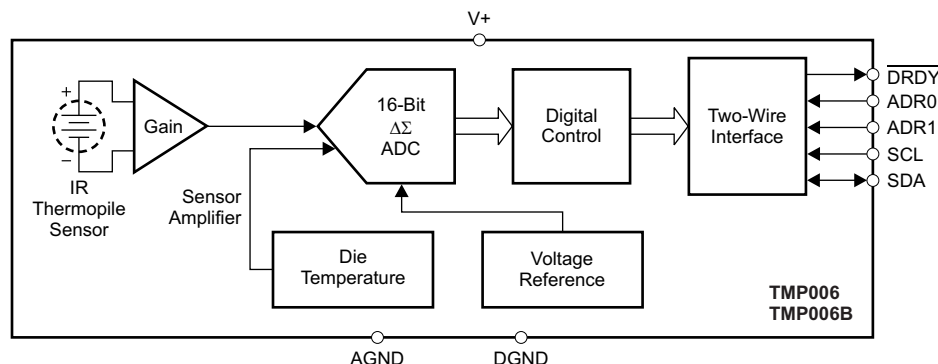 V+
+
−
IR
Thermopile
Sensor
Gain
Sensor
Amplifier
16-Bit
ΔΣ
ADC
Digital
Control
Two-Wire
Interface
DRDY
ADR0
ADR1
SCL
SDA
Die
Temperature
Voltage
Reference
TMP006
TMP006B
AGND
DGND